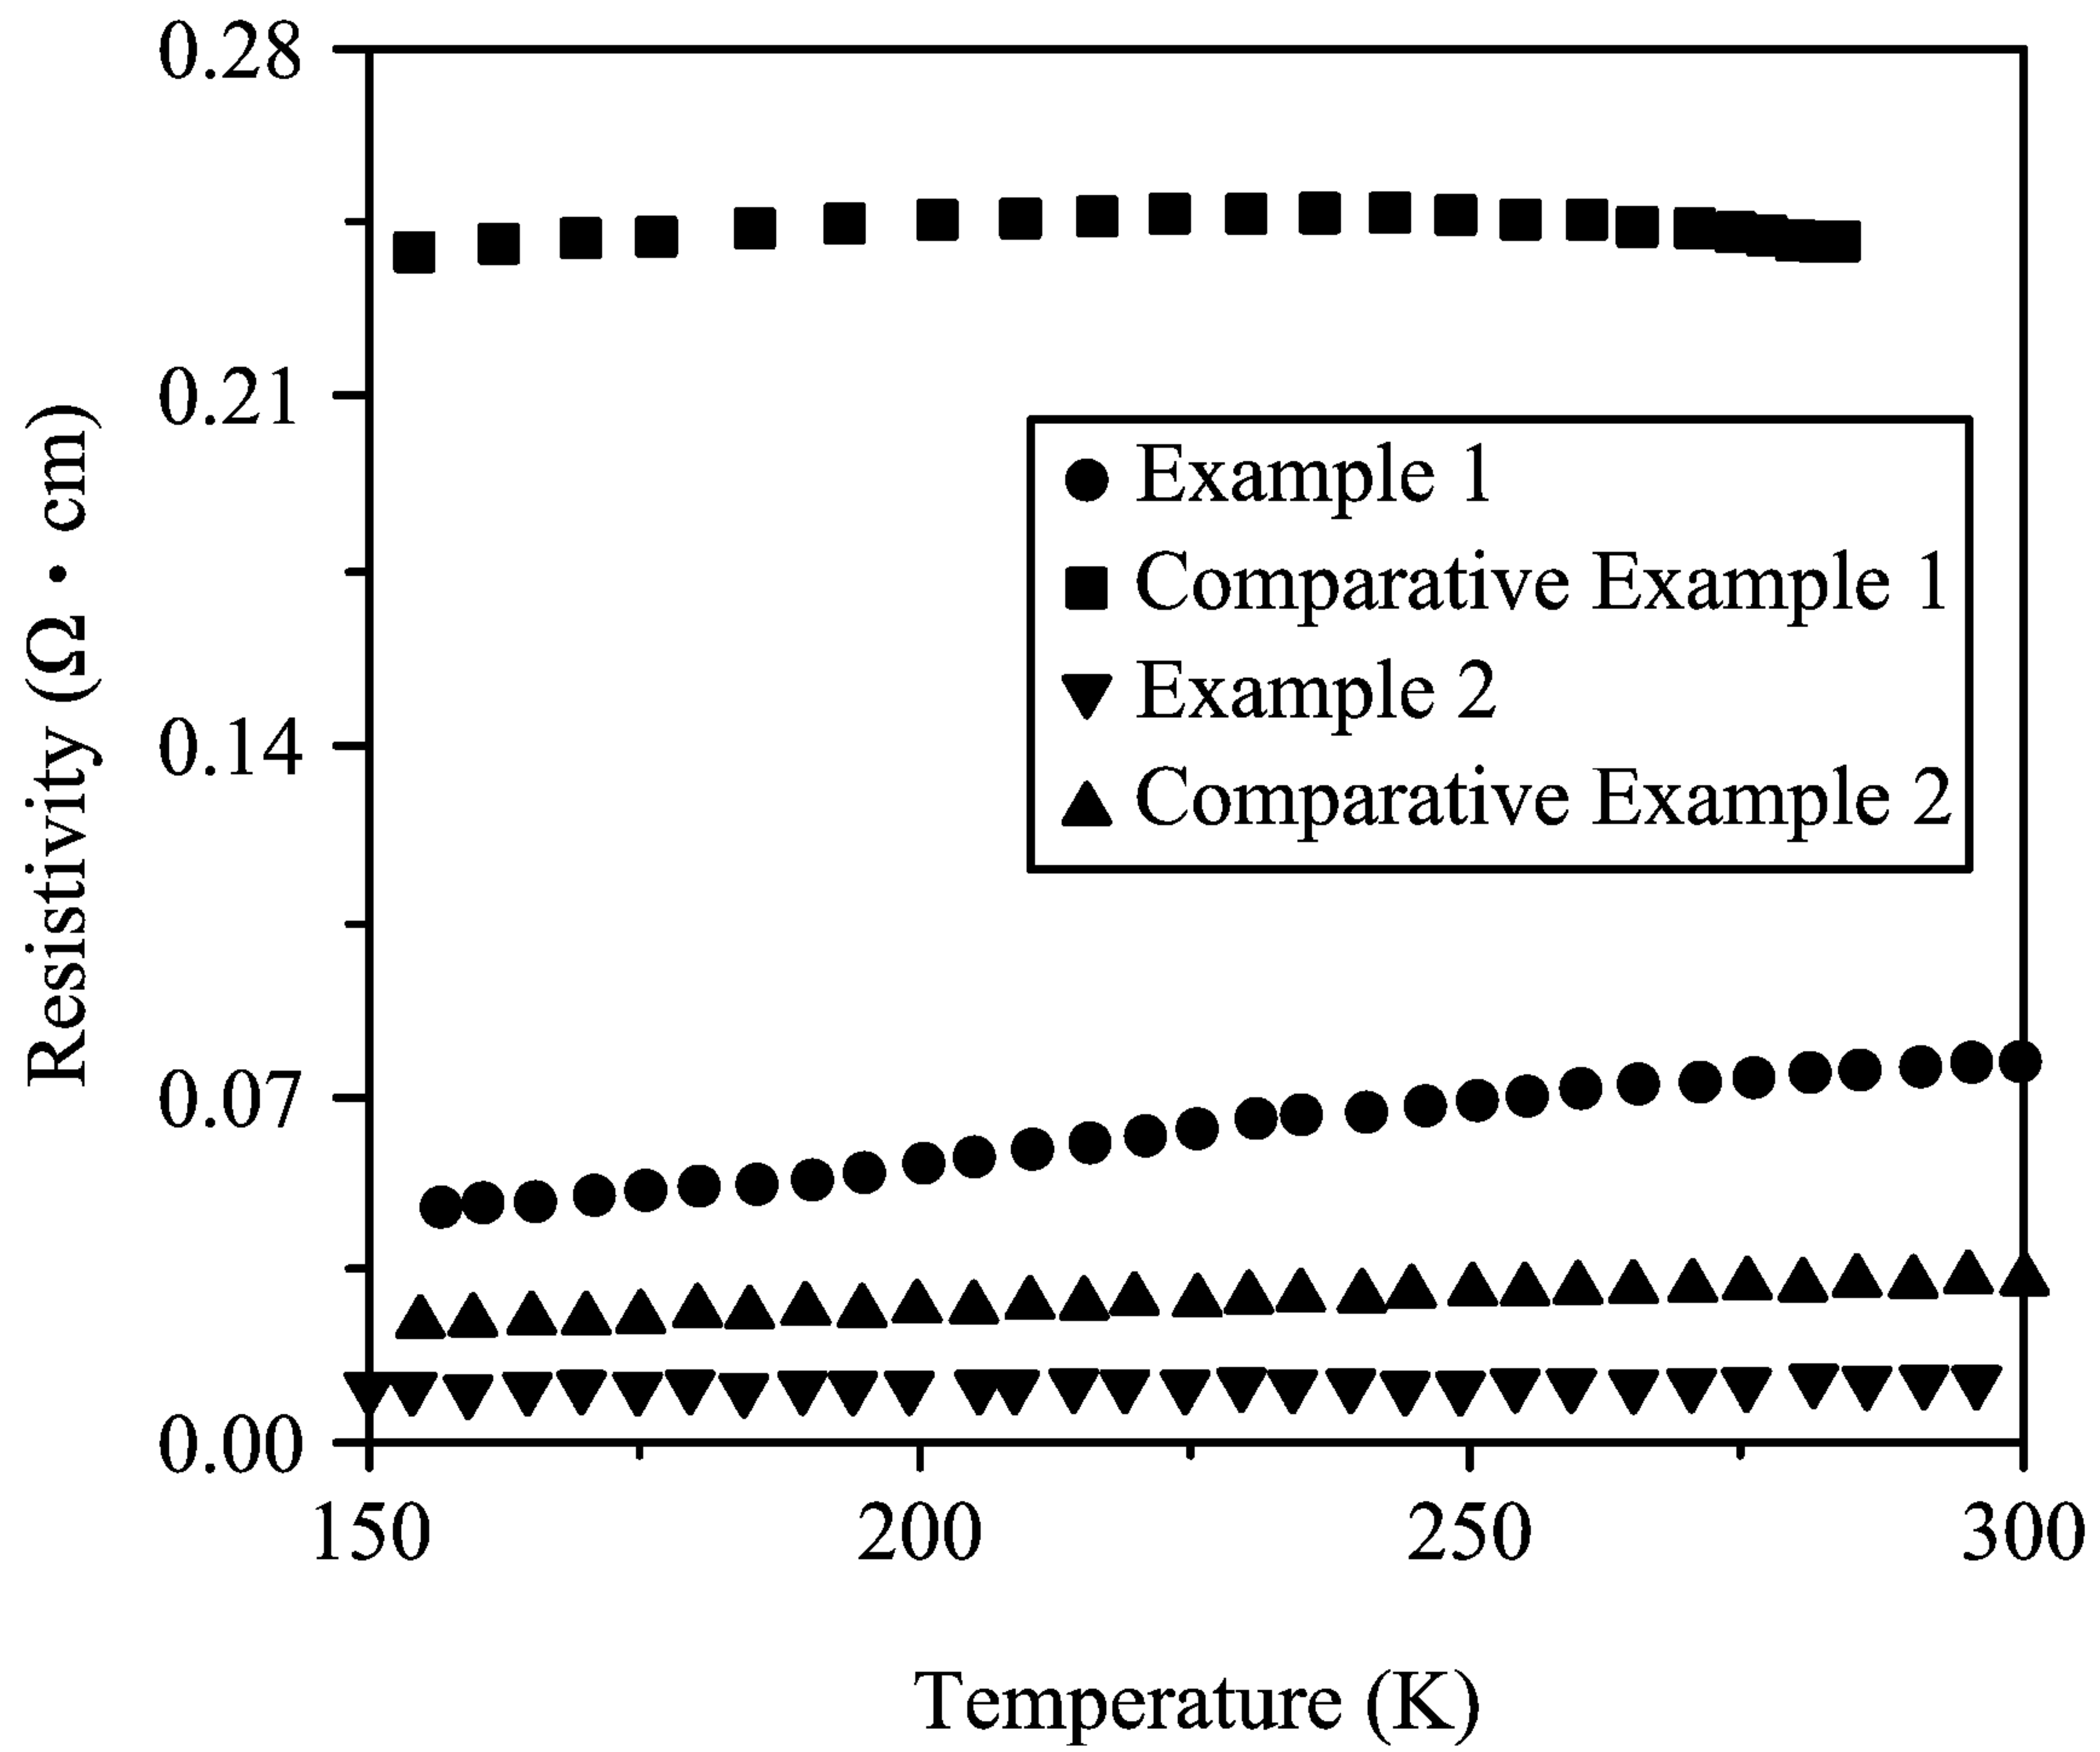 0.28
0.21
0.14
0.07
0.00
Resistivity (Ω · cm)
Example 1
Comparative Example 1
Example 2
Comparative Example 2
150 200 250 300
Temperature (K)